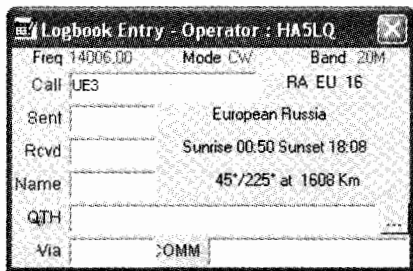 Logbook Entry - Operator : HA5LQ
Freq 14006.00 Mode CW Band 20M
Call UE3 RA EU 16
Sent European Russia
Rcvd Sunrise 00:50 Sunset 18:08
Name 45°/225° at 1608 Km
QTH ...
Via COMM